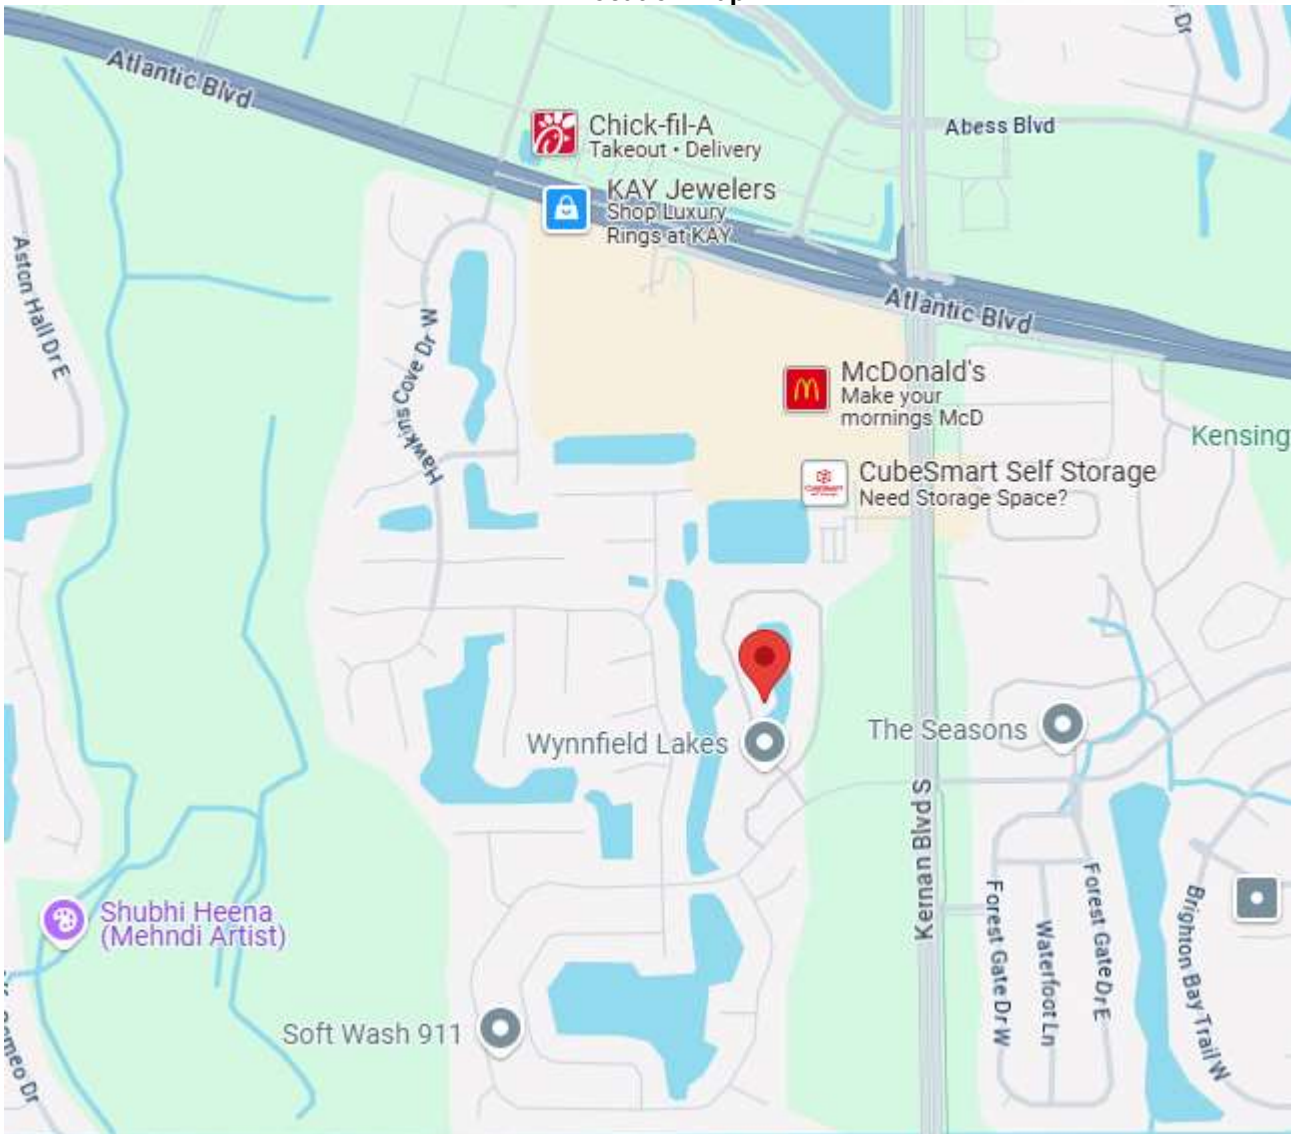 Atlantic Blvd
Abess Blvd
Chick-fil-A
Takeout • Delivery
KAY Jewelers
Shop Luxury
Rings at KAY
Aston Hall Dr E
Hawkins Cove Dr W
Atlantic Blvd
McDonald's
Make your
mornings McD
Kensing
CubeSmart Self Storage
Need Storage Space?
Wynnfield Lakes
The Seasons
Kernan Blvd S
Forest Gate Dr W
Waterfoot Ln
Forest Gate Dr E
Brighton Bay Trail W
Shubhi Heena
(Mehndi Artist)
Soft Wash 911
Dr